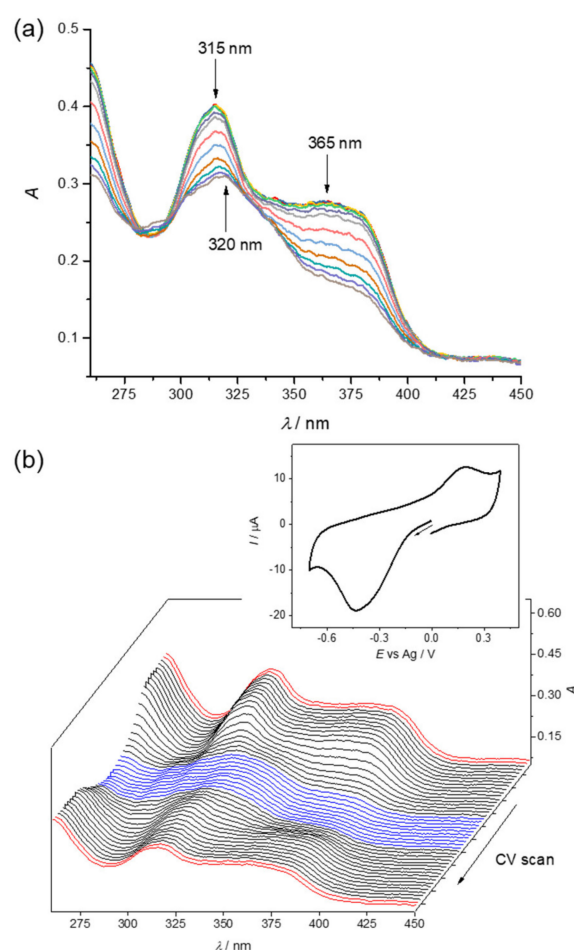 (a)
0.5
0.4
0.3
0.2
0.1
A
315 nm
365 nm
320 nm
275 300 325 350 375 400 425 450
λ / nm
(b)
10
0
-10
-20
I / µA
-0.6 -0.3 0.0 0.3
E vs Ag / V
0.60
0.45
0.30
0.15
A
CV scan
275 300 325 350 375 400 425 450
λ / nm